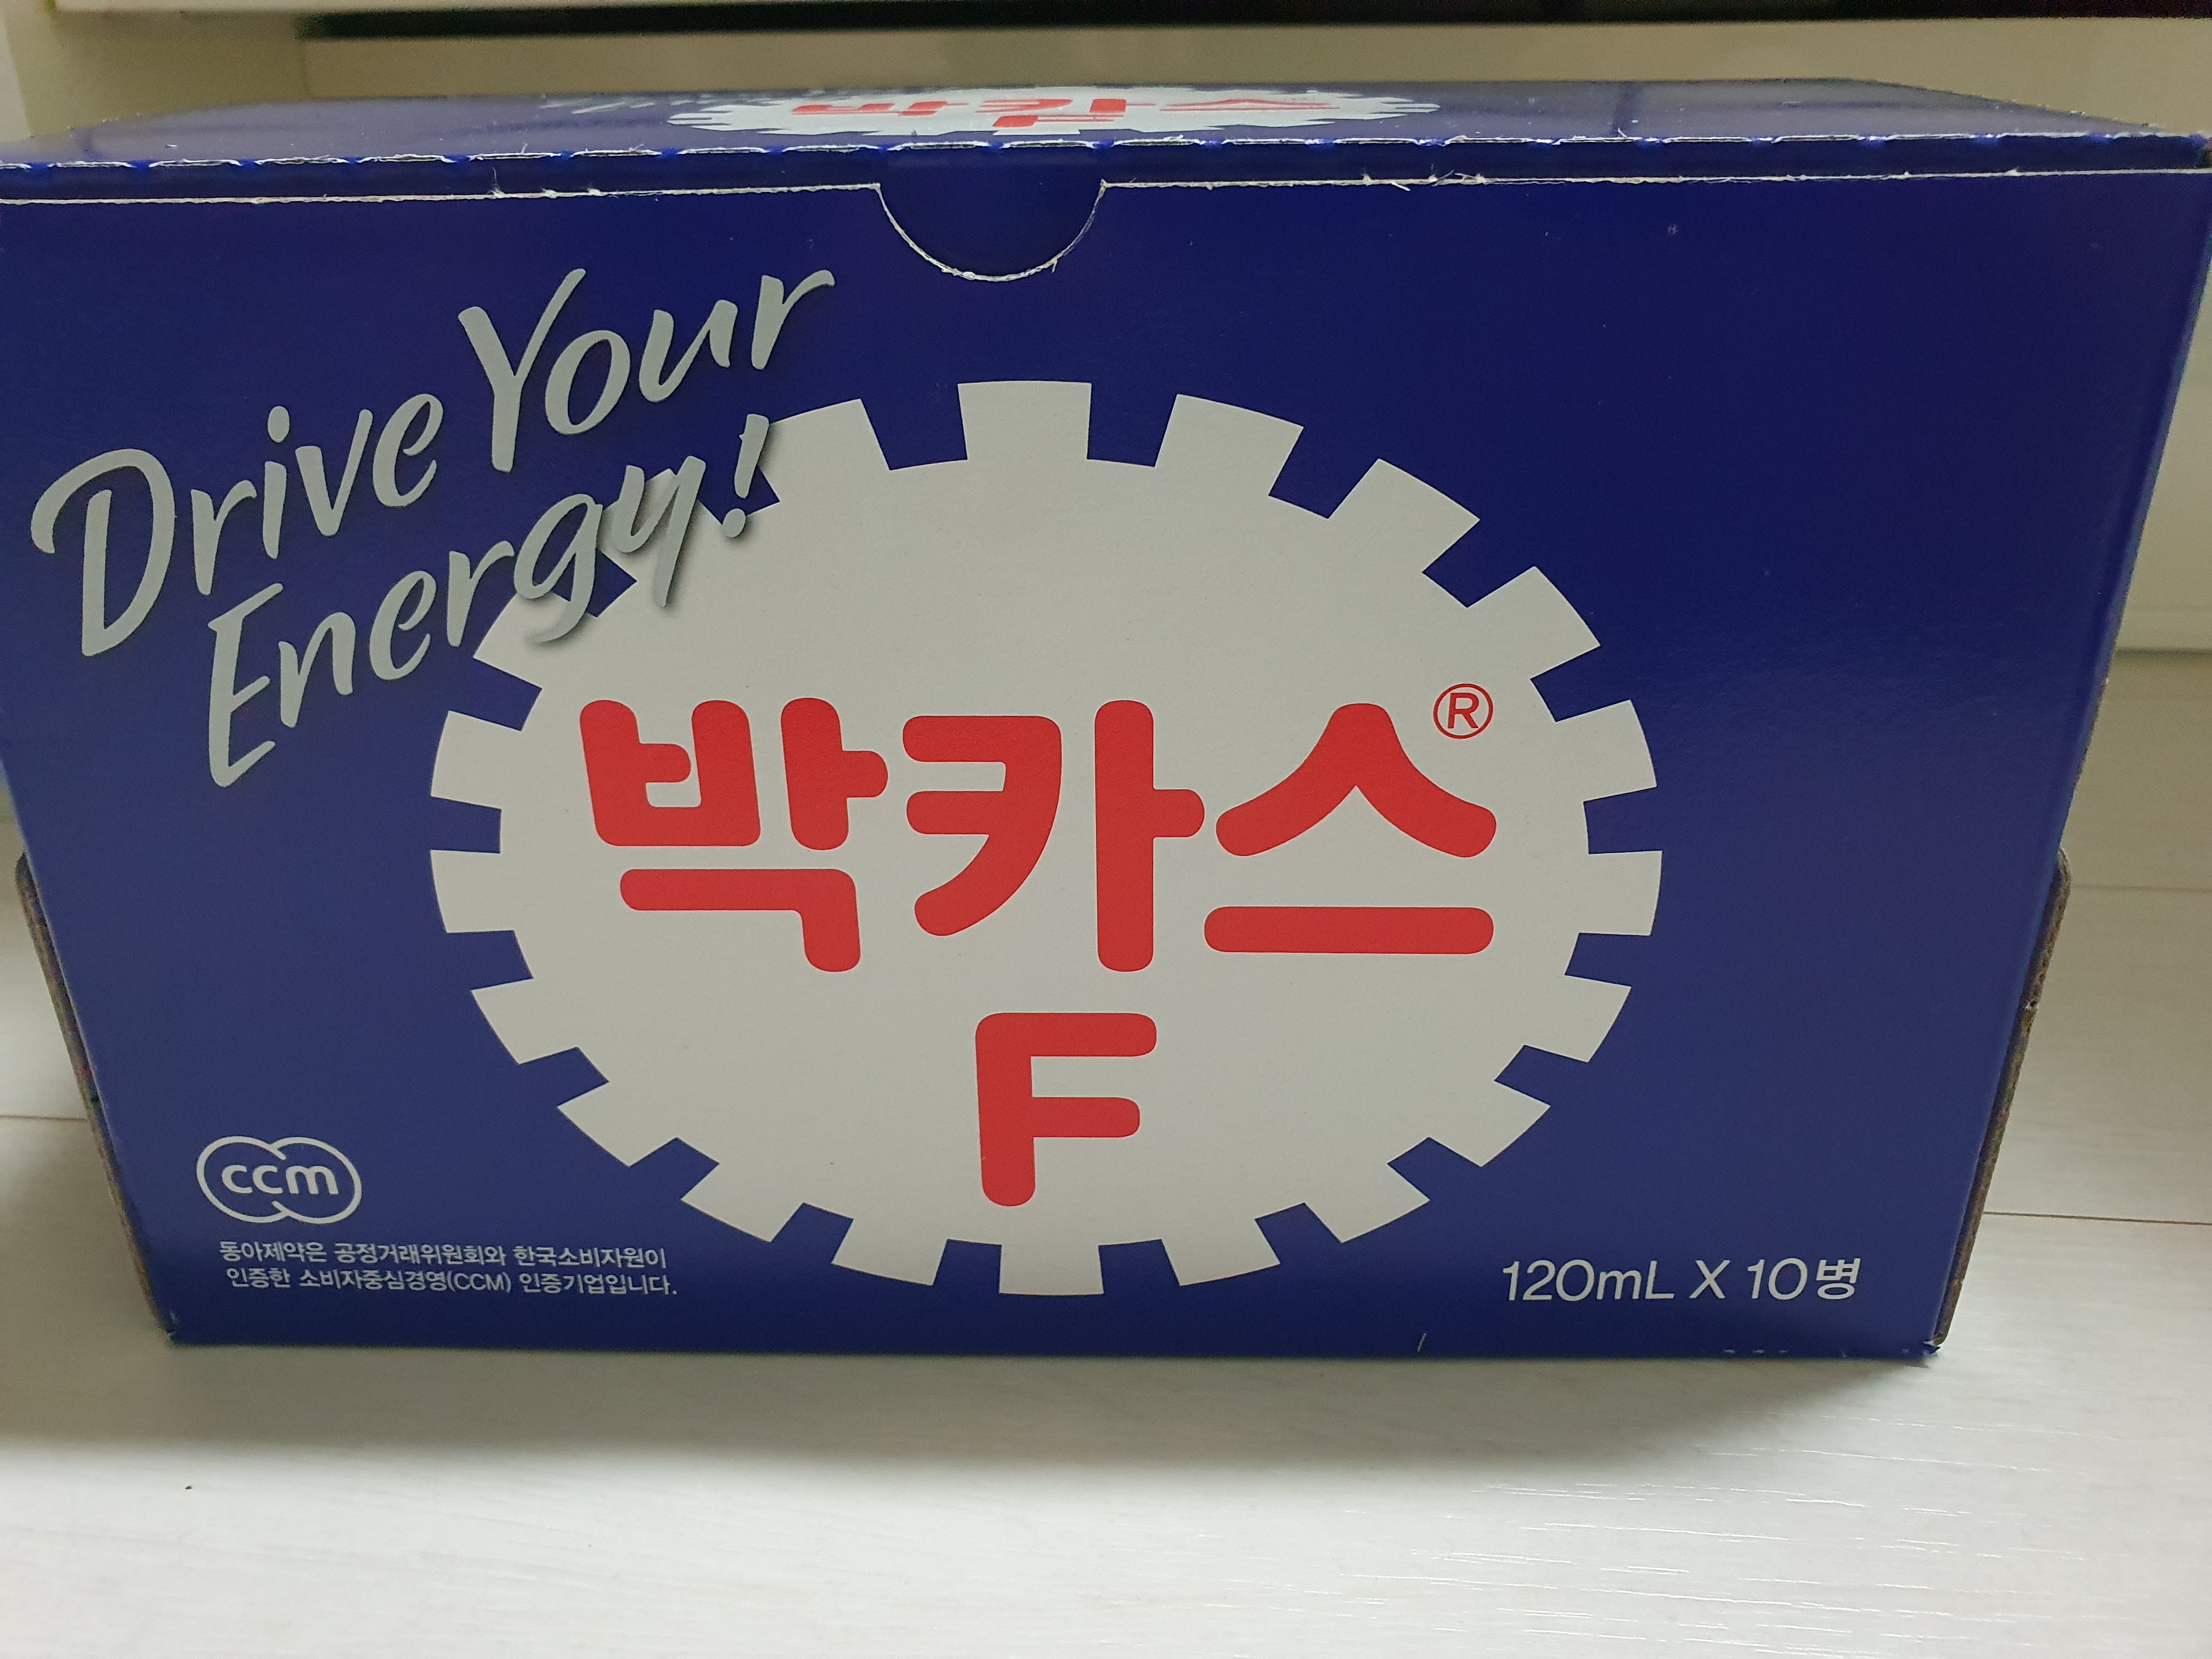 박카스
Drive Your
Energy!
박카스®
F
ccm
동아제약은 공정거래위원회와 한국소비자원이
인증한 소비자중심경영(CCM) 인증기업입니다.
120mL X 10병